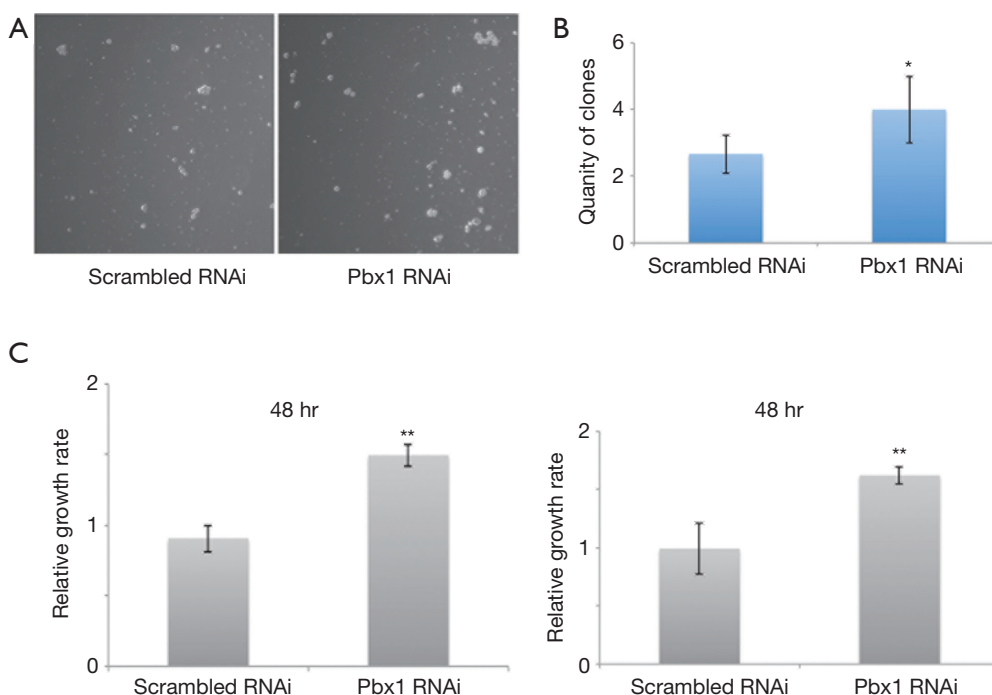 A
Scrambled RNAi
Pbx1 RNAi
B
Quanity of clones
6
4
2
0
*
Scrambled RNAi
Pbx1 RNAi
C
Relative growth rate
2
1
0
48 hr
**
Scrambled RNAi
Pbx1 RNAi
Relative growth rate
2
1
0
48 hr
**
Scrambled RNAi
Pbx1 RNAi